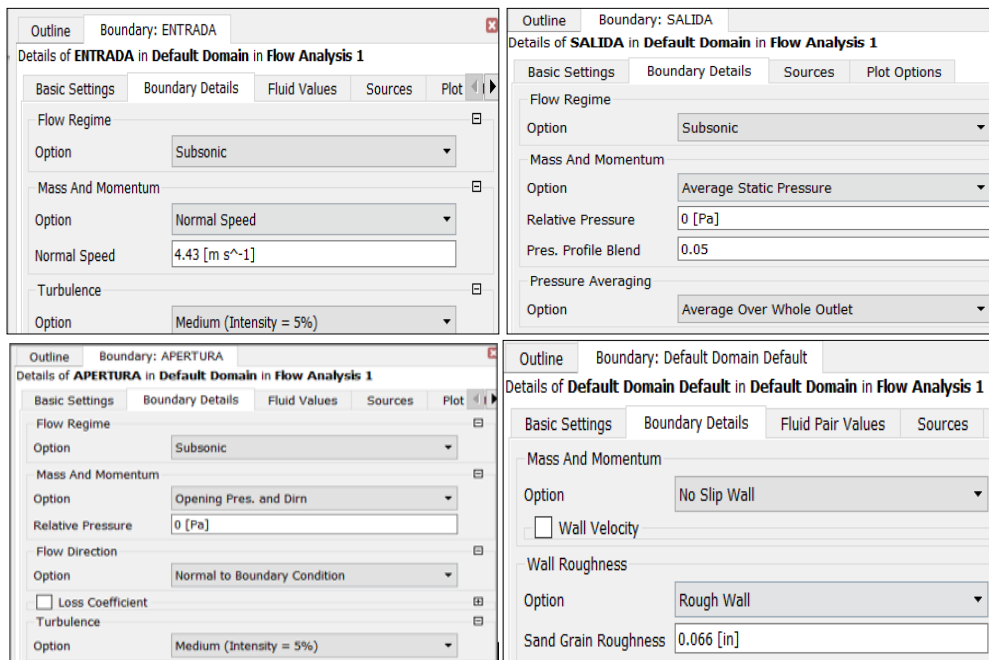 Outline Boundary: ENTRADA
Details of ENTRADA in Default Domain in Flow Analysis 1
Basic Settings Boundary Details Fluid Values Sources Plot
Flow Regime
Option Subsonic
Mass And Momentum
Option Normal Speed
Normal Speed 4.43 [m s^-1]
Turbulence
Option Medium (Intensity = 5%)
Outline Boundary: SALIDA
Details of SALIDA in Default Domain in Flow Analysis 1
Basic Settings Boundary Details Sources Plot Options
Flow Regime
Option Subsonic
Mass And Momentum
Option Average Static Pressure
Relative Pressure 0 [Pa]
Pres. Profile Blend 0.05
Pressure Averaging
Option Average Over Whole Outlet
Outline Boundary: APERTURA
Details of APERTURA in Default Domain in Flow Analysis 1
Basic Settings Boundary Details Fluid Values Sources Plot
Flow Regime
Option Subsonic
Mass And Momentum
Option Opening Pres. and Dirn
Relative Pressure 0 [Pa]
Flow Direction
Option Normal to Boundary Condition
Loss Coefficient
Turbulence
Option Medium (Intensity = 5%)
Outline Boundary: Default Domain Default
Details of Default Domain Default in Default Domain in Flow Analysis 1
Basic Settings Boundary Details Fluid Pair Values Sources
Mass And Momentum
Option No Slip Wall
Wall Velocity
Wall Roughness
Option Rough Wall
Sand Grain Roughness 0.066 [in]